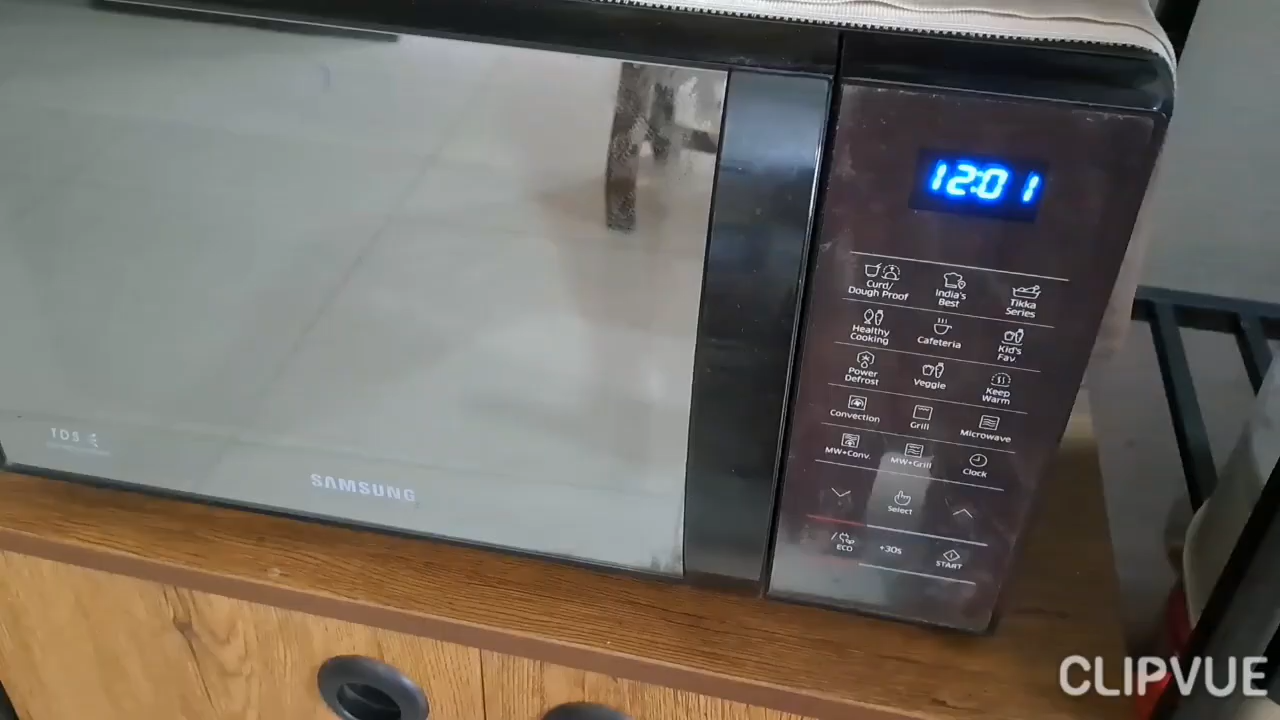 12:01
Curd/
Dough Proof
India's
Best
Tikka
Series
Healthy
Cooking
Cafeteria
Kid's
Fav.
Power
Defrost
Veggie
Keep
Warm
Convection
Grill
Microwave
MW+Conv.
MW+Grill
Clock
Select
ECO
+30s
START
TDS
SAMSUNG
CLIPVUE